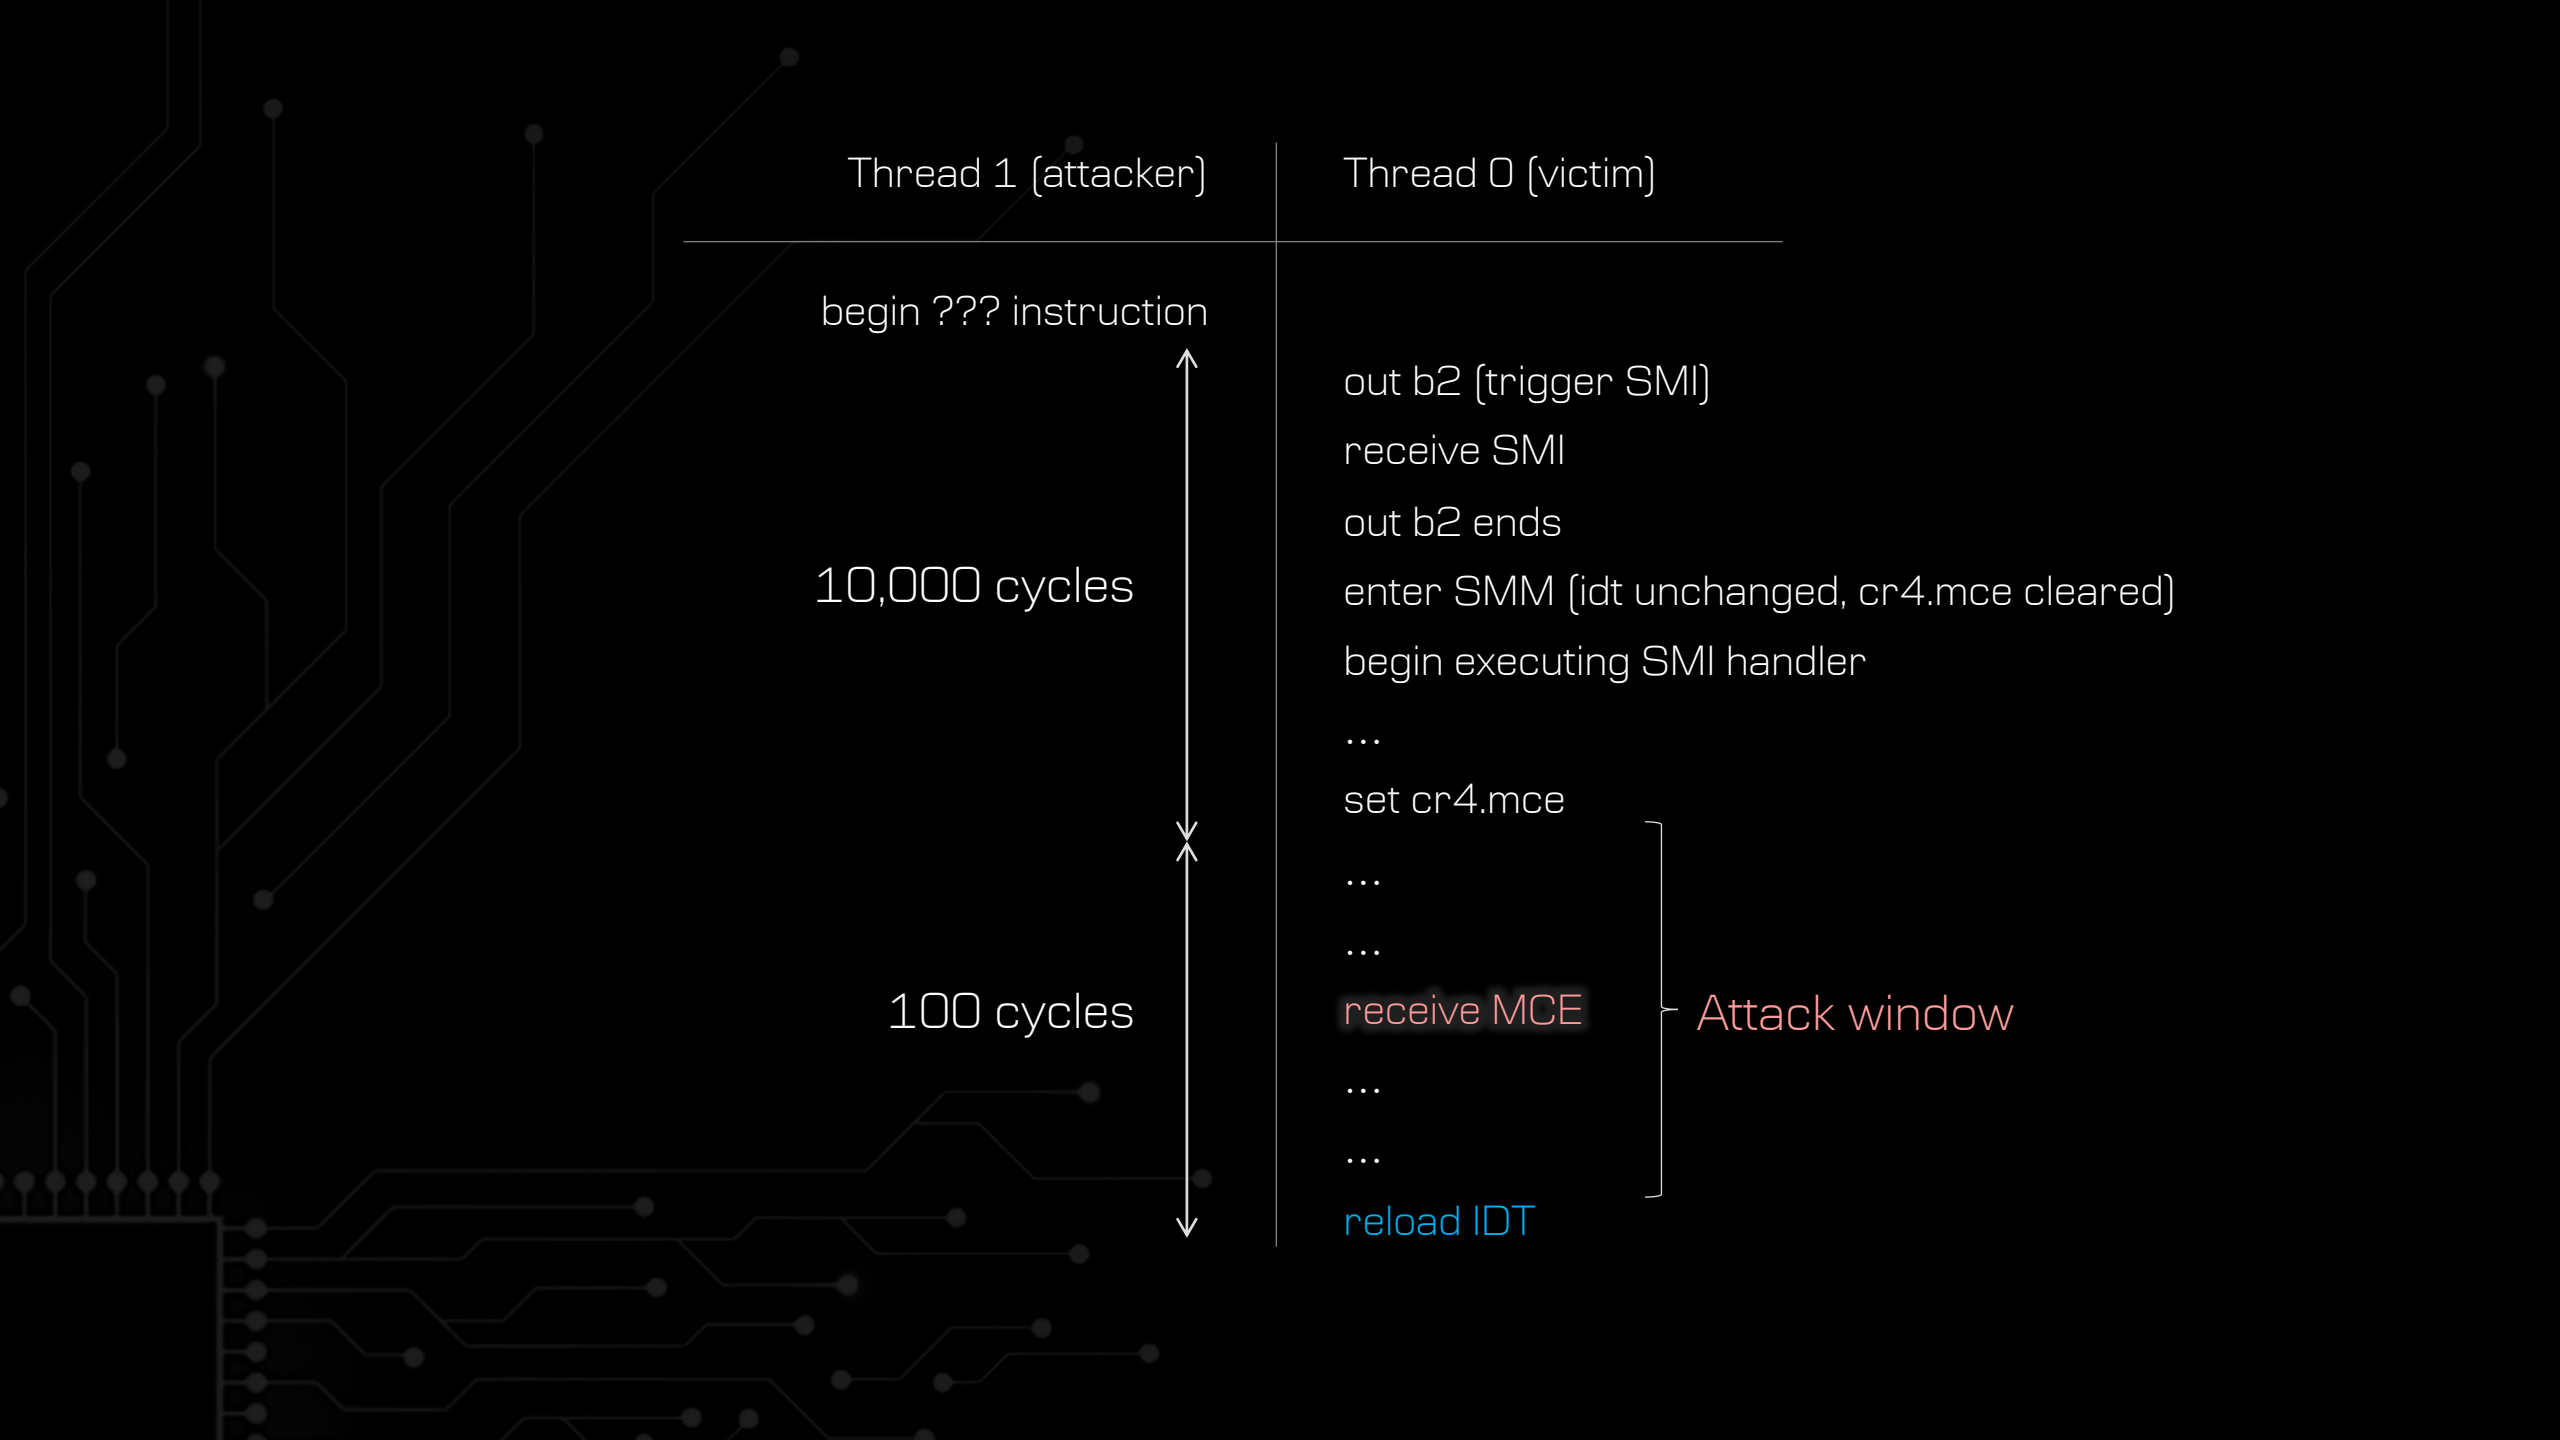 Thread 1 (attacker)
Thread 0 (victim)
begin ??? instruction
out b2 (trigger SMI)
receive SMI
out b2 ends
10,000 cycles
enter SMM (idt unchanged, cr4.mce cleared)
begin executing SMI handler
...
set cr4.mce
...
...
100 cycles
receive MCE
Attack window
...
...
reload IDT